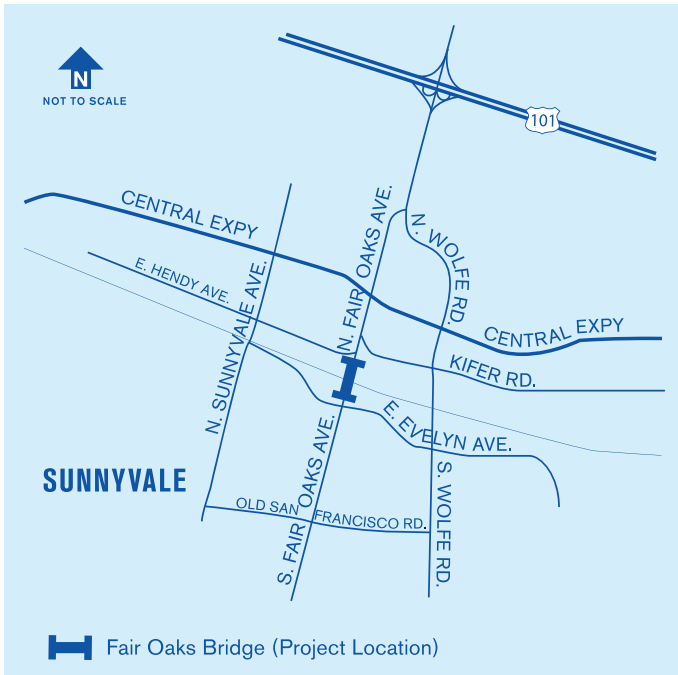 N
NOT TO SCALE
101
CENTRAL EXPY
E. HENDY AVE.
N. SUNNYVALE AVE.
N. FAIR OAKS AVE.
N. WOLFE RD.
CENTRAL EXPY
KIFER RD.
E. EVELYN AVE.
S. FAIR OAKS AVE.
S. WOLFE RD.
OLD SAN FRANCISCO RD.
SUNNYVALE
Fair Oaks Bridge (Project Location)